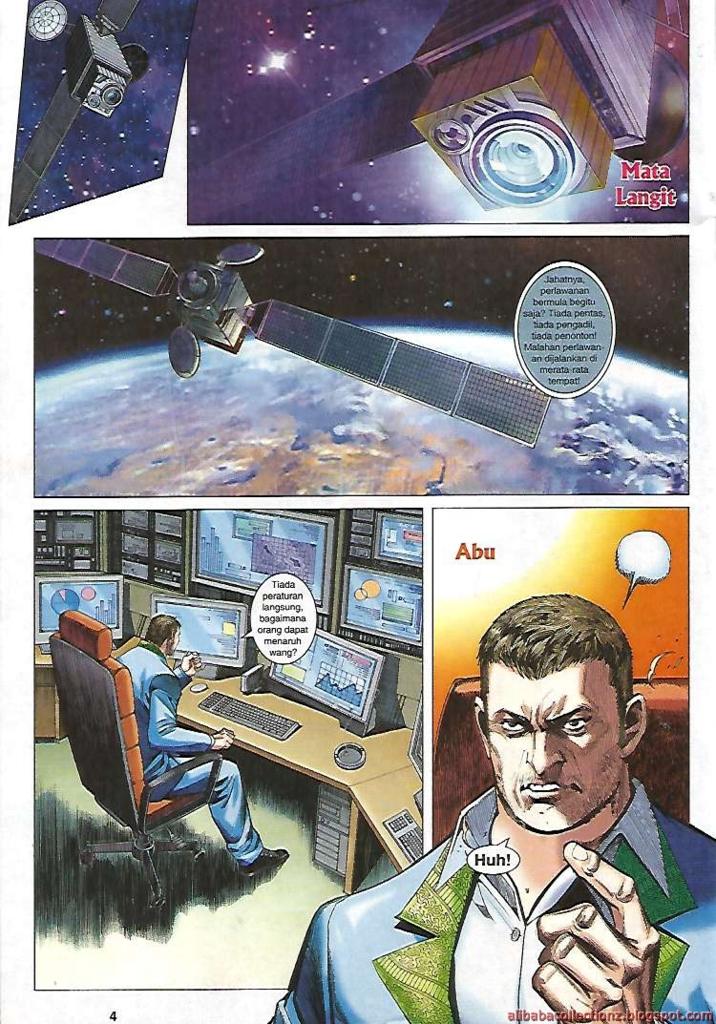 Mata
Langit
Jahatnya,
perlawanan
bermula begitu
saja? Tiada pentas,
tiada pengadil,
tiada penonton!
Malahan perlawan-
an dijalankan di
merata-rata
tempat!
Tiada
peraturan
langsung,
bagaimana
orang dapat
menaruh
wang?
Abu
Huh!
4
alibabacollectionz.blogspot.com